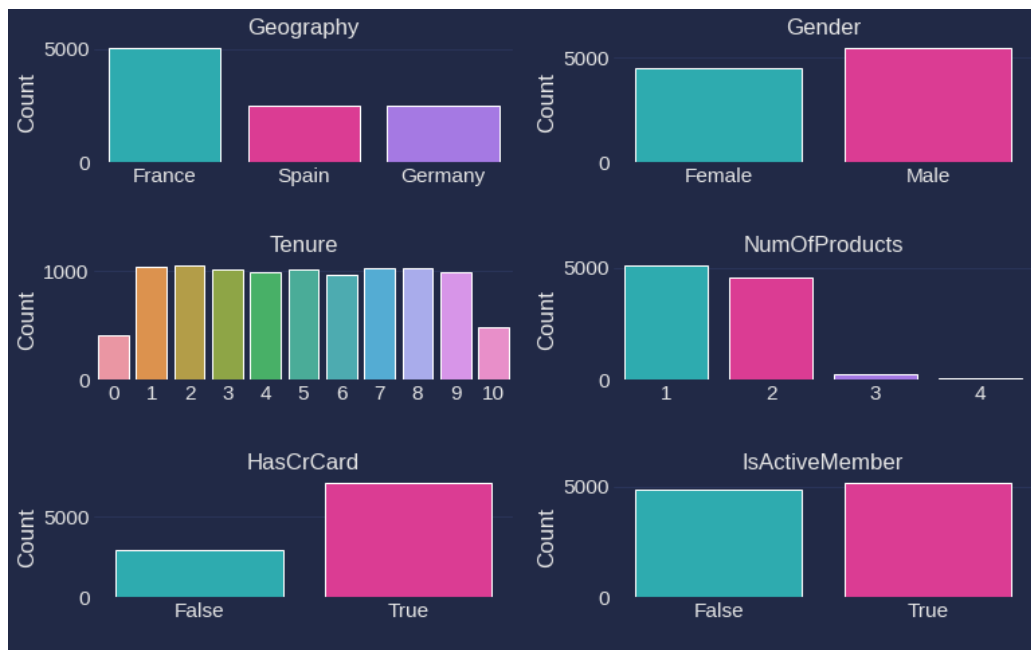 Geography
Count
5000
0
France Spain Germany
Gender
Count
5000
0
Female Male
Tenure
Count
1000
0
0 1 2 3 4 5 6 7 8 9 10
NumOfProducts
Count
5000
0
1 2 3 4
HasCrCard
Count
5000
0
False True
IsActiveMember
Count
5000
0
False True